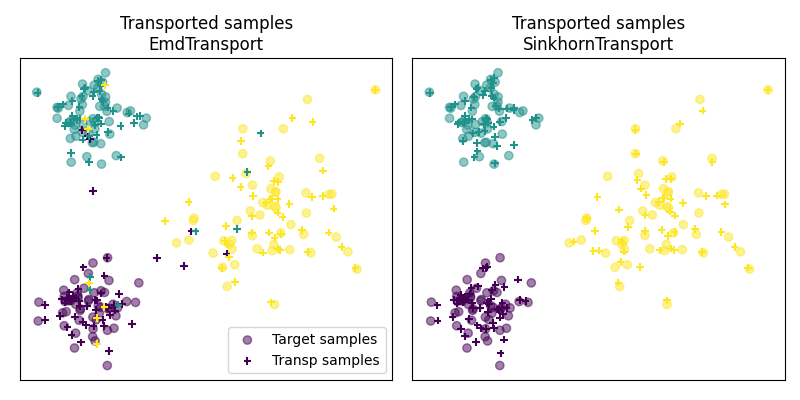 Transported samples
EmdTransport
Transported samples
SinkhornTransport
Target samples
Transp samples